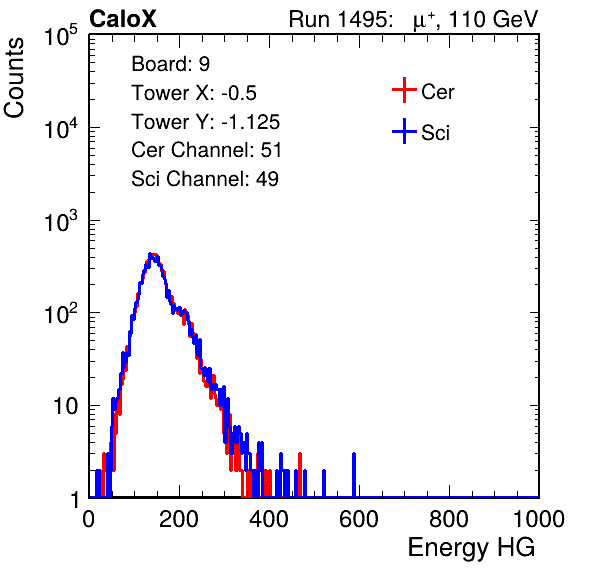 CaloX Run 1495: μ⁺, 110 GeV
Counts
10⁵
10⁴
10³
10²
10
1
Board: 9
Tower X: -0.5
Tower Y: -1.125
Cer Channel: 51
Sci Channel: 49
Cer
Sci
0 200 400 600 800 1000
Energy HG